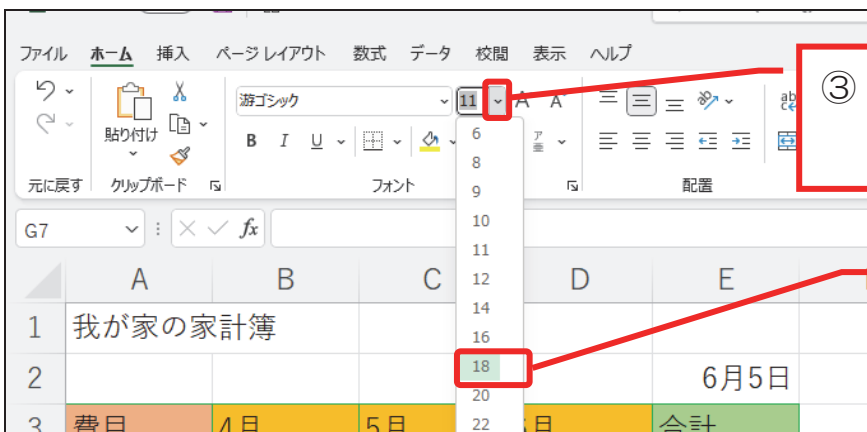 ファイル ホーム 挿入 ページ レイアウト 数式 データ 校閲 表示 ヘルプ
③
游ゴシック 11 A A ab
貼り付け
B I U ア
元に戻す クリップボード フォント 配置
6
8
9
10
11
12
14
16
18
20
22
G7 fx
A B C D E
1 我が家の家計簿
2 6月5日
3 費目 4月 5月 6月 合計